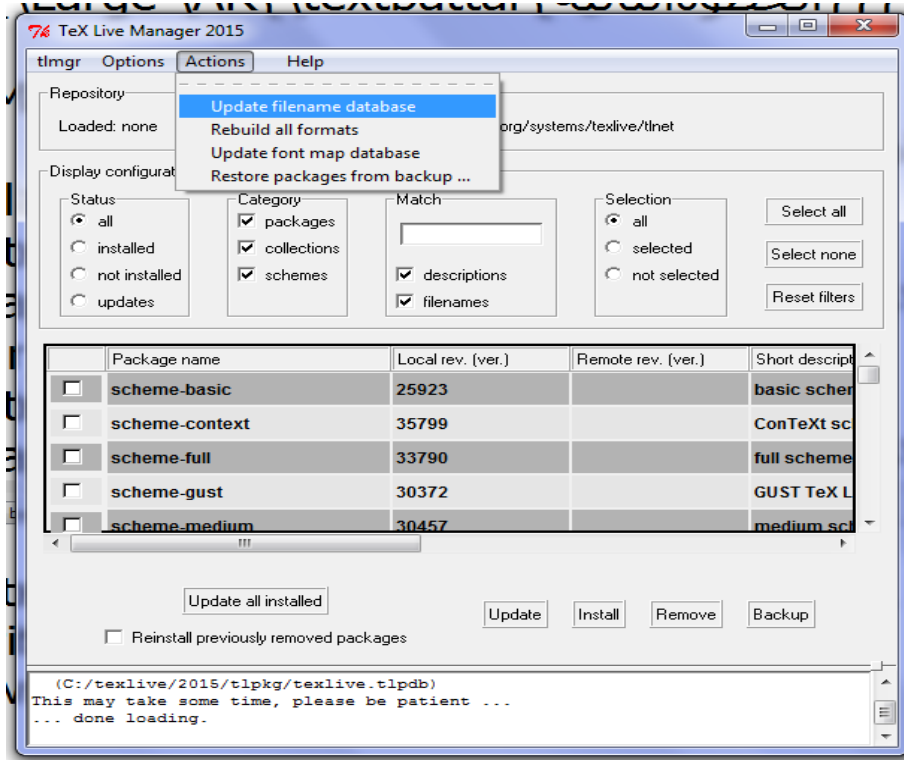 TeX Live Manager 2015
tlmgr Options Actions Help
Update filename database
Rebuild all formats
Update font map database
Restore packages from backup ...
Repository
Loaded: none org/systems/texlive/tlnet
Display configurat
Status Category Match Selection
all packages all Select all
installed collections selected Select none
not installed schemes descriptions not selected
updates filenames Reset filters
Package name Local rev. (ver.) Remote rev. (ver.) Short descript
scheme-basic 25923 basic schem
scheme-context 35799 ConTeXt sc
scheme-full 33790 full scheme
scheme-gust 30372 GUST TeX L
scheme-medium 30457 medium sch
Update all installed Update Install Remove Backup
Reinstall previously removed packages
(C:/texlive/2015/tlpkg/texlive.tlpdb)
This may take some time, please be patient ...
... done loading.